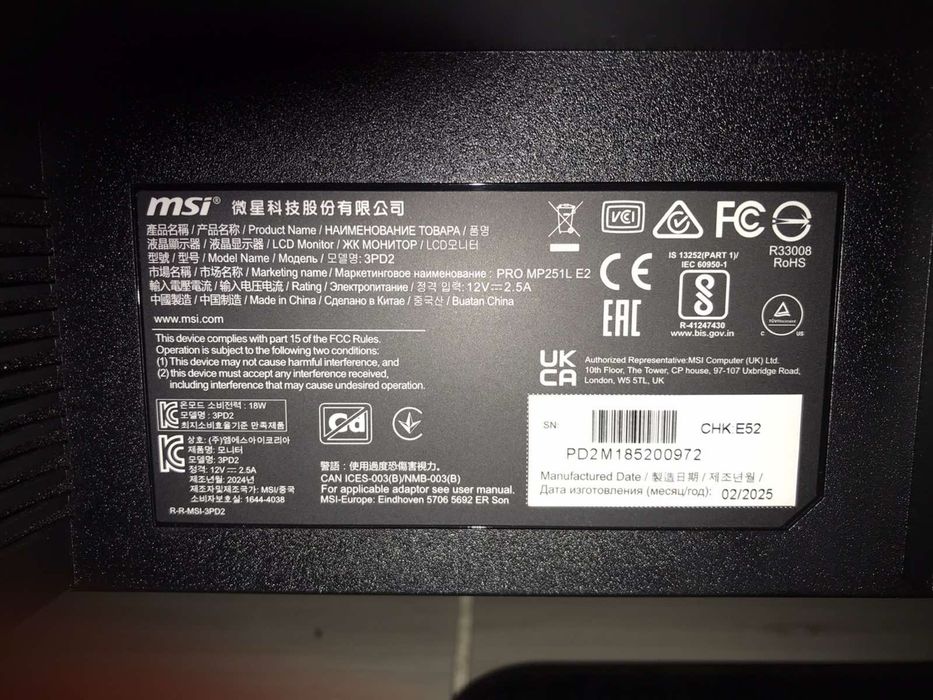 msi® 微星科技股份有限公司
產品名稱 / 产品名称 / Product Name / НАИМЕНОВАНИЕ ТОВАРА / 품명
液晶顯示器 / 液晶显示器 / LCD Monitor / ЖК МОНИТОР / LCD모니터
型號 / 型号 / Model Name / Модель / 모델명: 3PD2
市場名稱 / 市场名称 / Marketing name / Маркетинговое наименование : PRO MP251L E2
輸入電壓電流 / 输入电压电流 / Rating / Электропитание / 정격 입력: 12V⎓2.5A
中國製造 / 中国制造 / Made in China / Сделано в Китае / 중국산 / Buatan China
www.msi.com
This device complies with part 15 of the FCC Rules.
Operation is subject to the following two conditions:
(1) This device may not cause harmful interference, and
(2) this device must accept any interference received,
including interference that may cause undesired operation.
온모드 소비전력 : 18W
모델명 : 3PD2
최저소비효율기준 만족제품
상호: (주)엠에스아이코리아
제품명: 모니터
모델명: 3PD2
정격: 12V⎓2.5A
제조년월: 2024년
제조자및제조국가: MSI/중국
소비자보호실: 1644-4038
R-R-MSI-3PD2
Cd
警語 : 使用過度恐傷害視力。
CAN ICES-003(B)/NMB-003(B)
For applicable adaptor see user manual.
MSI-Europe: Eindhoven 5706 5692 ER Son
VCI
FC
R33008
RoHS
CE
IS 13252(PART 1)/
IEC 60950-1
R-41247430
www.bis.gov.in
EAC
TÜVRheinland
C US
UK
CA
Authorized Representative:MSI Computer (UK) Ltd.
10th Floor, The Tower, CP house, 97-107 Uxbridge Road,
London, W5 5TL, UK
SN:
CHK:E52
PD2M185200972
Manufactured Date / 製造日期 / 제조년월 /
Дата изготовления (месяц/год): 02/2025